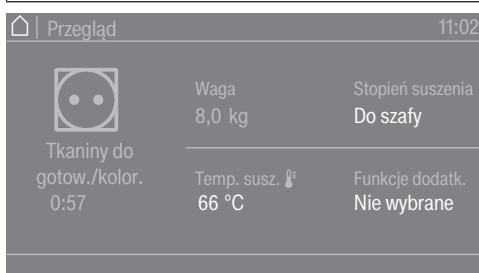 Przegląd 11:02
Waga
8,0 kg
Stopień suszenia
Do szafy
Tkaniny do
gotow./kolor.
0:57
Temp. susz.
66 °C
Funkcje dodatk.
Nie wybrane